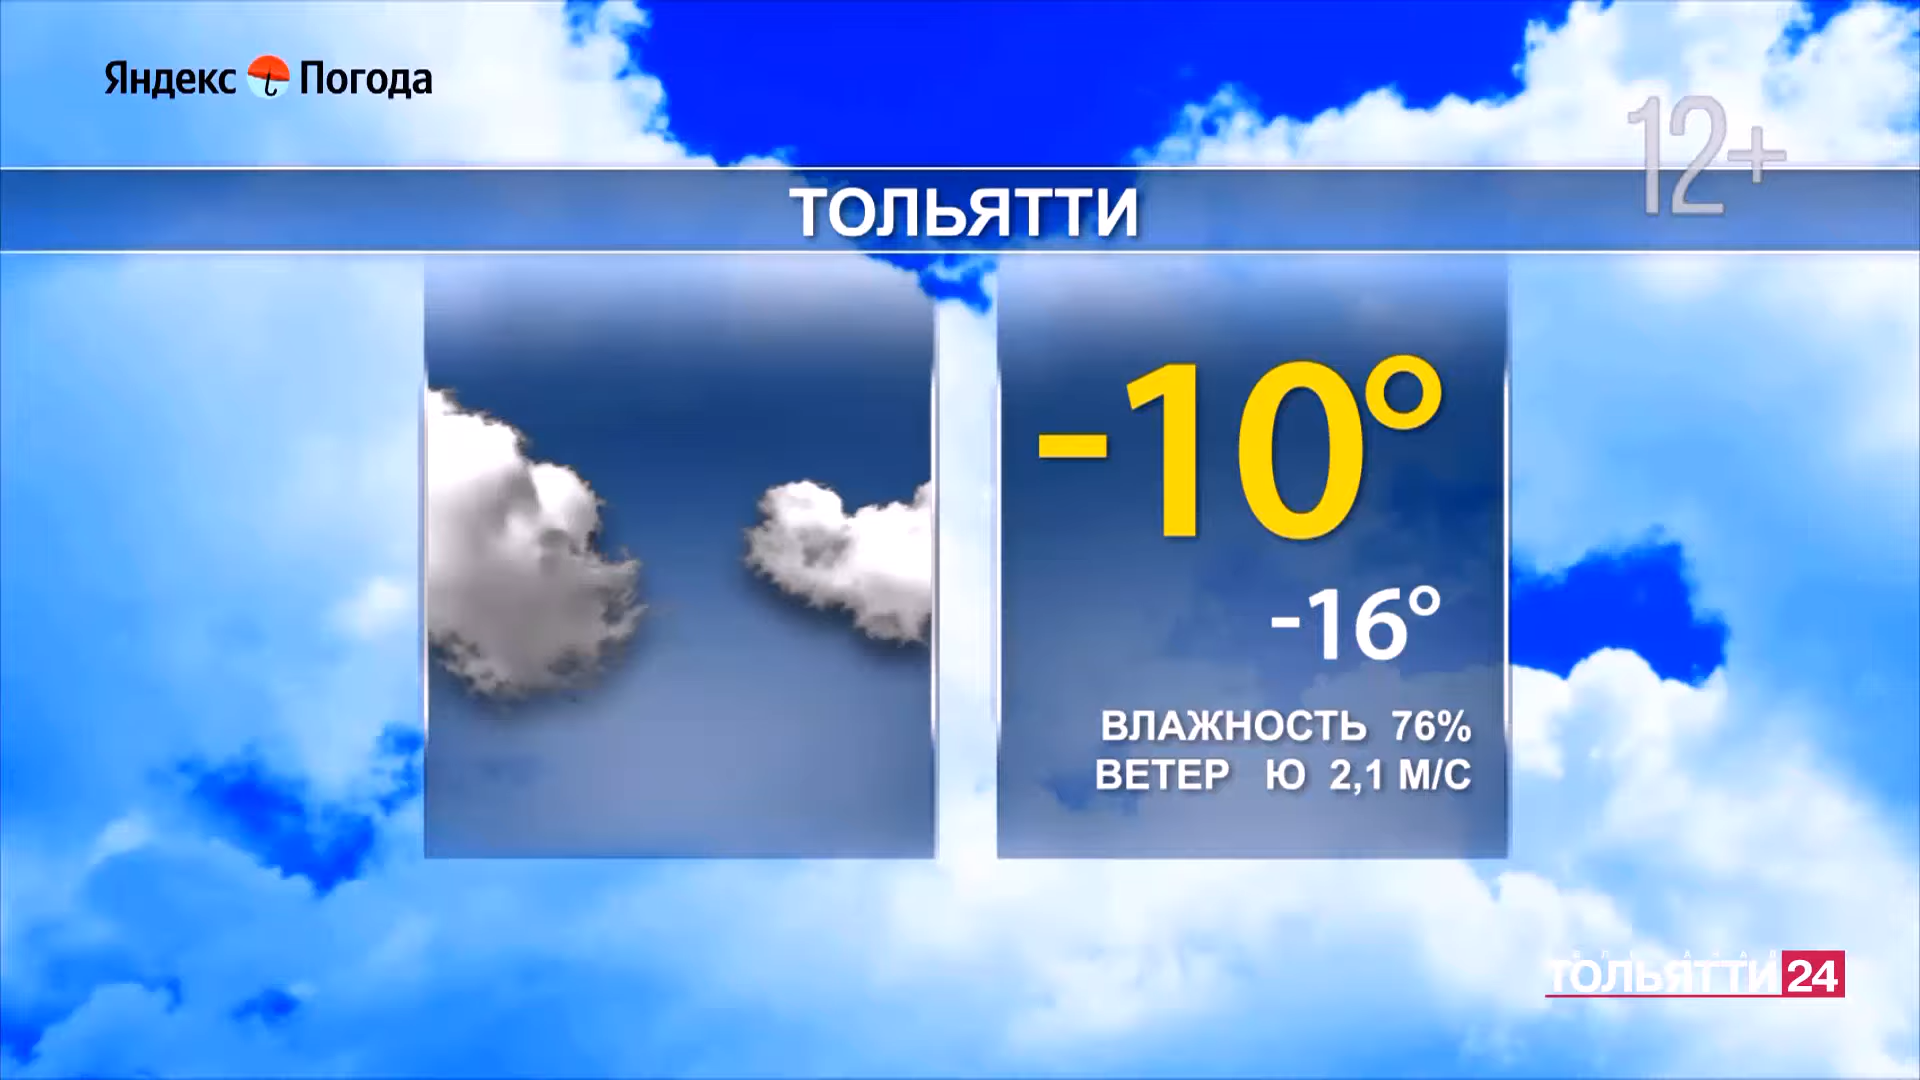 Яндекс Погода
12+
ТОЛЬЯТТИ
-10°
-16°
ВЛАЖНОСТЬ 76%
ВЕТЕР Ю 2,1 М/С
ТОЛЬЯТТИ 24